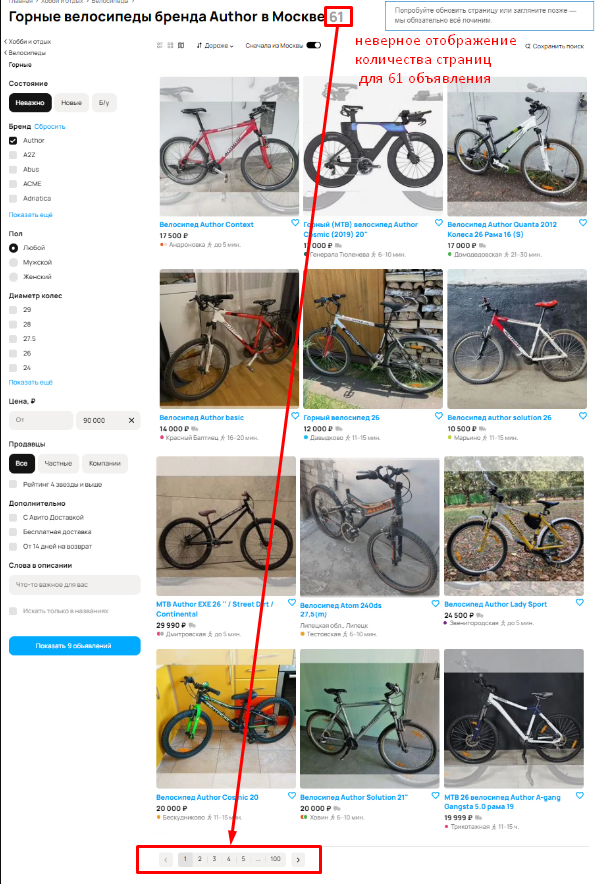 Главная › Хобби и отдых › Велосипеды ›
Горные велосипеды бренда Author в Москве 61
Попробуйте обновить страницу или загляните позже —
мы обязательно всё починим.
неверное отображение
количества страниц
для 61 объявления
Хобби и отдых
Велосипеды
Горные
Дороже
Сначала из Москвы
Сохранить поиск
Состояние
Неважно Новые Б/у
Бренд Сбросить
Author
A2Z
Abus
ACME
Adriatica
Показать ещё
Пол
Любой
Мужской
Женский
Диаметр колес
29
28
27.5
26
24
Показать ещё
Цена, ₽
От 90 000
Продавцы
Все Частные Компании
Рейтинг 4 звезды и выше
Дополнительно
С Авито Доставкой
Бесплатная доставка
От 14 дней на возврат
Слова в описании
Что-то важное для вас
Искать только в названиях
Показать 9 объявлений
Велосипед Author Context
17 500 ₽
Андроновка до 5 мин.
Горный (MTB) велосипед Author
Cosmic (2019) 20"
000 ₽
Генерала Тюленева 6-10 мин.
Велосипед Author Quanta 2012
Колеса 26 Рама 16 (S)
17 000 ₽
Домодедовская 21-30 мин.
Велосипед Author basic
14 000 ₽
Красный Балтиец 16-20 мин.
Горный велосипед 26
12 000 ₽
Давыдково 11-15 мин.
Велосипед author solution 26
10 500 ₽
Марьино 11-15 мин.
MTB Author EXE 26 " / Street Dirt /
Continental
29 990 ₽
Дмитровская до 5 мин.
Велосипед Atom 240ds
27,5(m)
Липецкая обл., Липецк
Тестовская 6-10 мин.
Велосипед Author Lady Sport
24 500 ₽
Звенигородская до 5 мин.
Велосипед Author Cosmic 20
20 000 ₽
Бескудниково 11-15 мин.
Велосипед Author Solution 21"
20 000 ₽
Ховрин 6-10 мин.
MTB 26 велосипед Author A-gang
Gangsta 5.0 рама 19
19 999 ₽
Трикотажная 11-15 ч.
1 2 3 4 5 ... 100